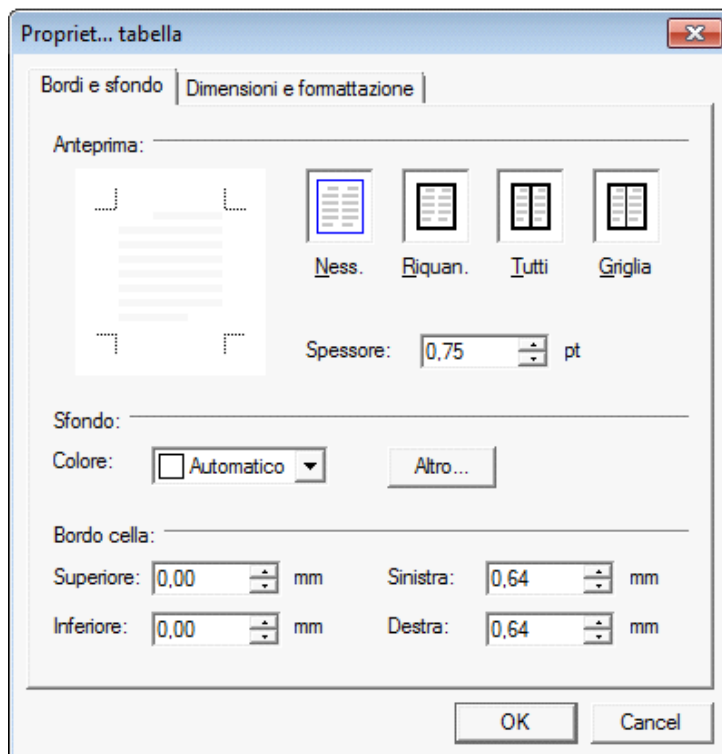 Propriet... tabella
Bordi e sfondo Dimensioni e formattazione
Anteprima:
Ness. Riquan. Tutti Griglia
Spessore: 0,75 pt
Sfondo:
Colore: Automatico Altro...
Bordo cella:
Superiore: 0,00 mm Sinistra: 0,64 mm
Inferiore: 0,00 mm Destra: 0,64 mm
OK Cancel